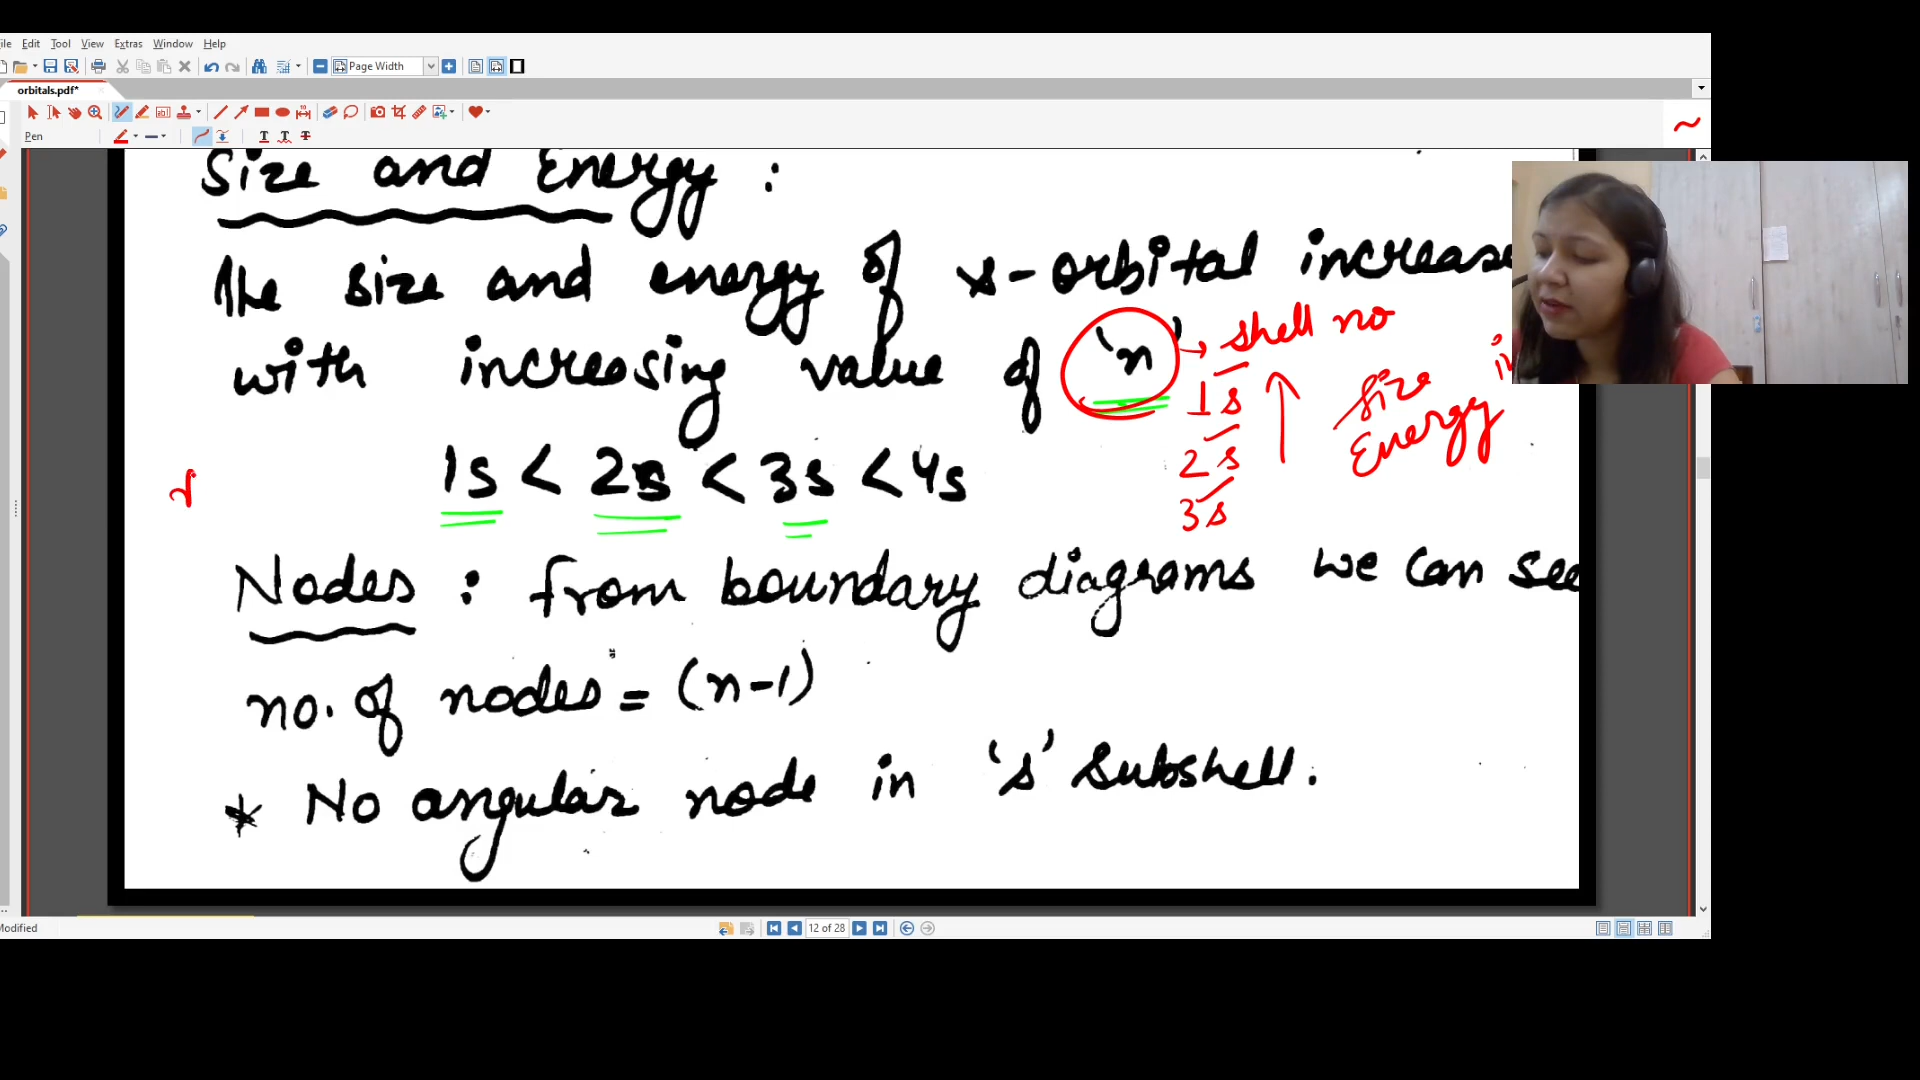 File Edit Tool View Extras Window Help
Page Width
orbitals.pdf*
Pen
Size and Energy :
The size and energy of s-orbital increase
with increasing value of 'n'
→ shell no
1s
2s
3s
Size
Energy
1s < 2s < 3s < 4s
Nodes : from boundary diagrams we can see
no. of nodes = (n-1)
* No angular node in 's' subshell.
Modified
12 of 28